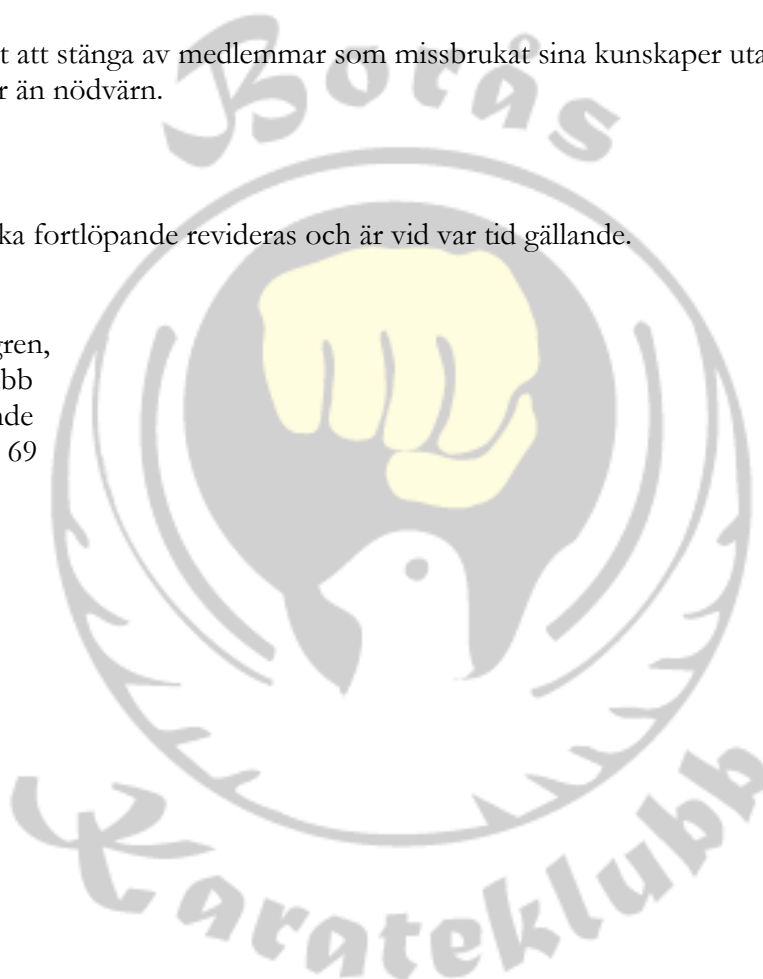 t att stänga av medlemmar som missbrukat sina kunskaper uta
r än nödvärn.
ka fortlöpande revideras och är vid var tid gällande.
gren,
bb
nde
69
Borås
Karateklubb